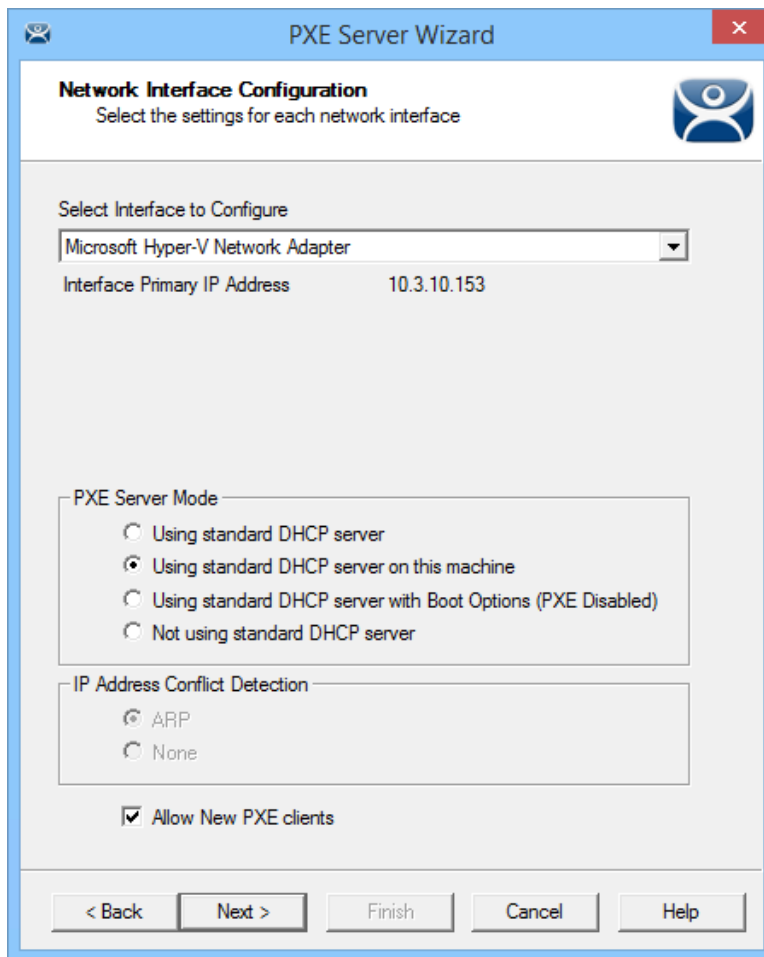 PXE Server Wizard
Network Interface Configuration
Select the settings for each network interface
Select Interface to Configure
Microsoft Hyper-V Network Adapter
Interface Primary IP Address 10.3.10.153
PXE Server Mode
Using standard DHCP server
Using standard DHCP server on this machine
Using standard DHCP server with Boot Options (PXE Disabled)
Not using standard DHCP server
IP Address Conflict Detection
ARP
None
Allow New PXE clients
< Back Next > Finish Cancel Help